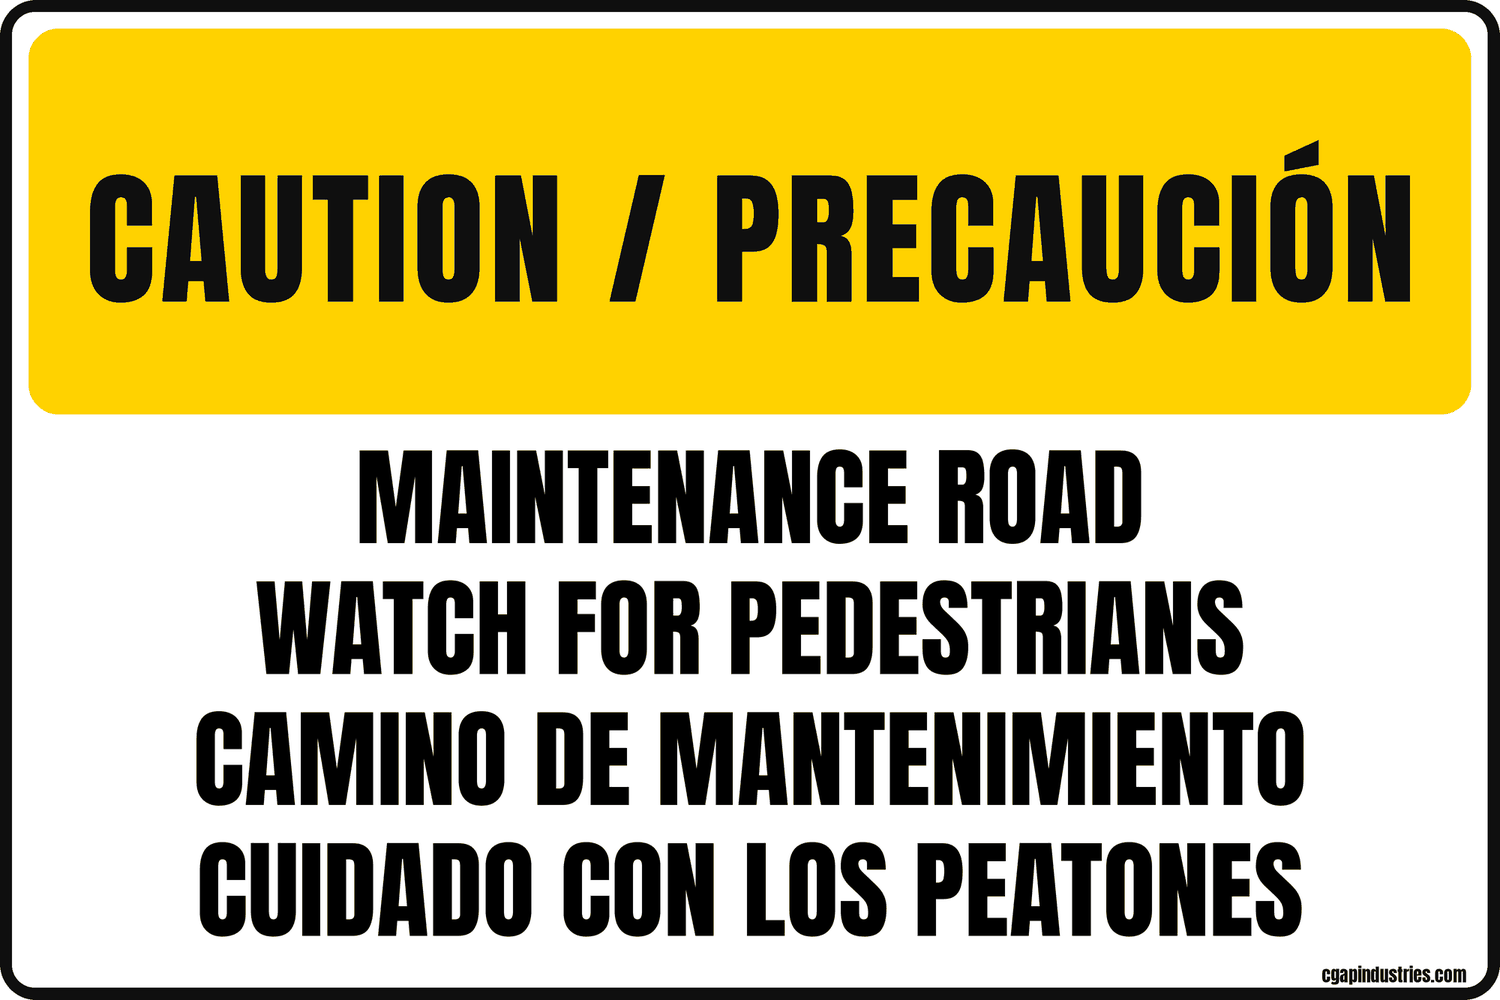 CAUTION / PRECAUCIÓN
MAINTENANCE ROAD
WATCH FOR PEDESTRIANS
CAMINO DE MANTENIMIENTO
CUIDADO CON LOS PEATONES
cgapindustries.com